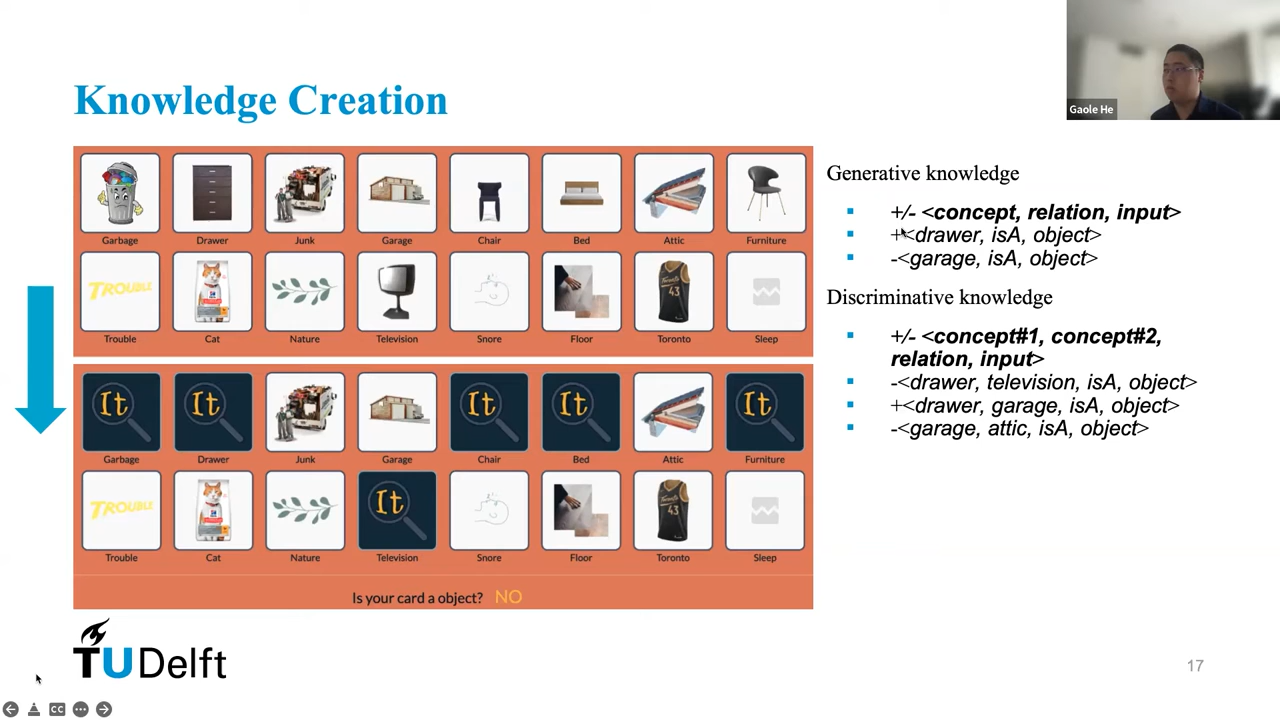 Gaole He
Knowledge Creation
Garbage Drawer Junk Garage Chair Bed Attic Furniture
TROUBLE
43
Trouble Cat Nature Television Snore Floor Toronto Sleep
It It It It It
Garbage Drawer Junk Garage Chair Bed Attic Furniture
TROUBLE
It
43
Trouble Cat Nature Television Snore Floor Toronto Sleep
Is your card a object? NO
Generative knowledge
+/- <concept, relation, input>
+<drawer, isA, object>
-<garage, isA, object>
Discriminative knowledge
+/- <concept#1, concept#2,
relation, input>
-<drawer, television, isA, object>
+<drawer, garage, isA, object>
-<garage, attic, isA, object>
TUDelft
17
CC